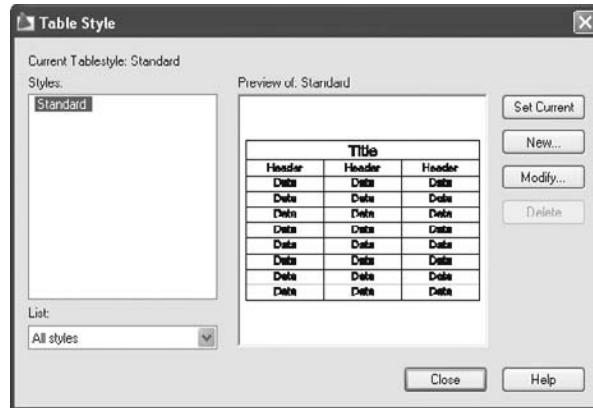 Table Style
Current Tablestyle: Standard
Styles:
Standard
Preview of: Standard
Title
Header Header Header
Data Data Data
Data Data Data
Data Data Data
Data Data Data
Data Data Data
Data Data Data
Data Data Data
Data Data Data
Set Current
New...
Modify...
Delete
List:
All styles
Close
Help